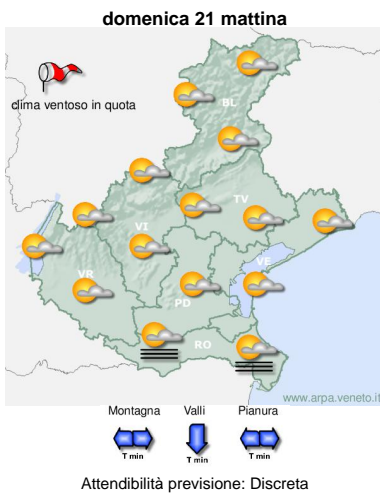 domenica 21 mattina
clima ventoso in quota
BL
TV
VI
VE
VR
PD
RO
www.arpa.veneto.it
Montagna Valli Pianura
T min T min T min
Attendibilità previsione: Discreta